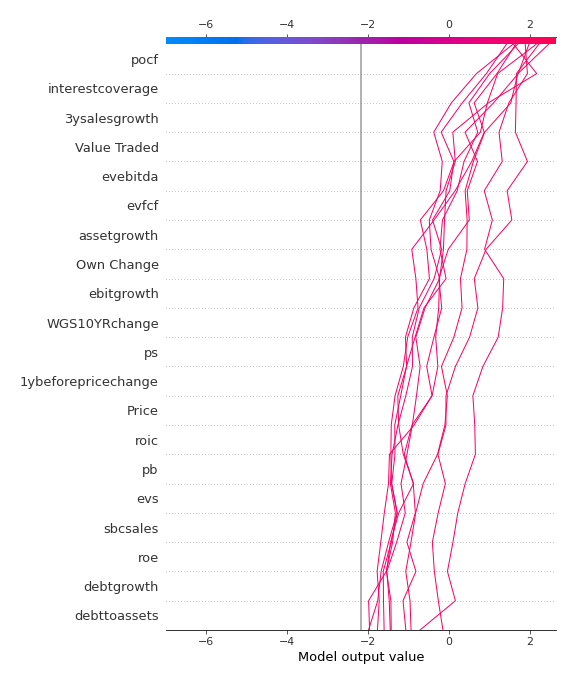 −6 −4 −2 0 2
pocf
interestcoverage
3ysalesgrowth
Value Traded
evebitda
evfcf
assetgrowth
Own Change
ebitgrowth
WGS10YRchange
ps
1ybeforepricechange
Price
roic
pb
evs
sbcsales
roe
debtgrowth
debttoassets
−6 −4 −2 0 2
Model output value